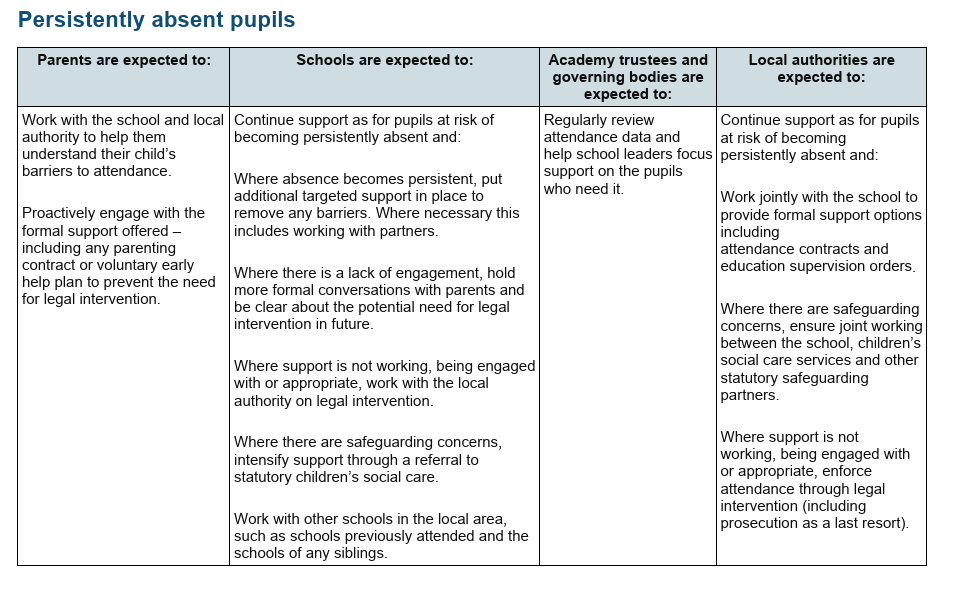 Persistently absent pupils
Parents are expected to:
Schools are expected to:
Academy trustees and
governing bodies are
expected to:
Local authorities are
expected to:
Work with the school and local
authority to help them
understand their child’s
barriers to attendance.
Proactively engage with the
formal support offered –
including any parenting
contract or voluntary early
help plan to prevent the need
for legal intervention.
Continue support as for pupils at risk of
becoming persistently absent and:
Where absence becomes persistent, put
additional targeted support in place to
remove any barriers. Where necessary this
includes working with partners.
Where there is a lack of engagement, hold
more formal conversations with parents and
be clear about the potential need for legal
intervention in future.
Where support is not working, being engaged
with or appropriate, work with the local
authority on legal intervention.
Where there are safeguarding concerns,
intensify support through a referral to
statutory children’s social care.
Work with other schools in the local area,
such as schools previously attended and the
schools of any siblings.
Regularly review
attendance data and
help school leaders focus
support on the pupils
who need it.
Continue support as for pupils
at risk of becoming
persistently absent and:
Work jointly with the school to
provide formal support options
including
attendance contracts and
education supervision orders.
Where there are safeguarding
concerns, ensure joint working
between the school, children’s
social care services and other
statutory safeguarding
partners.
Where support is not
working, being engaged with
or appropriate, enforce
attendance through legal
intervention (including
prosecution as a last resort).